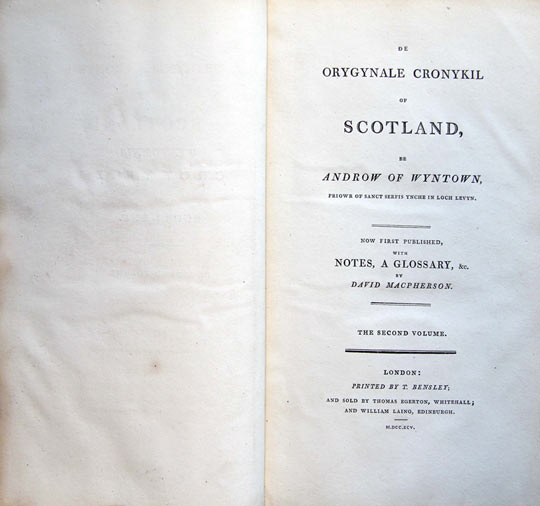 DE
ORYGYNALE CRONYKIL
OF
SCOTLAND,
BE
ANDROW OF WYNTOWN,
PRIOWR OF SANCT SERFIS YNCHE IN LOCH LEVYN.
NOW FIRST PUBLISHED,
WITH
NOTES, A GLOSSARY, &c.
BY
DAVID MACPHERSON.
THE SECOND VOLUME.
LONDON:
PRINTED BY T. BENSLEY;
AND SOLD BY THOMAS EGERTON, WHITEHALL;
AND WILLIAM LAING, EDINBURGH.
M.DCC.XCV.